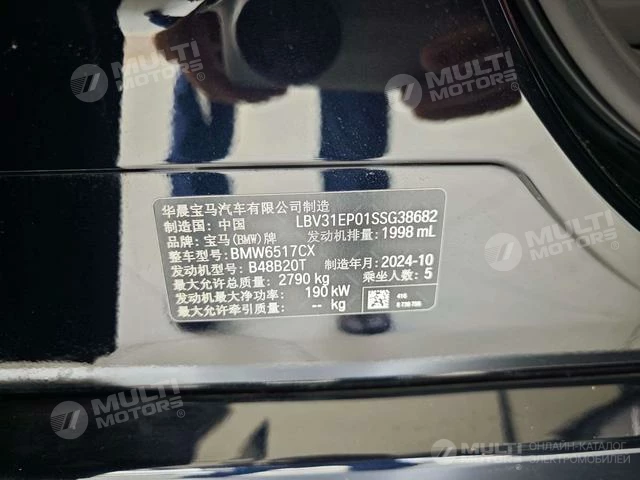 MULTI
MOTORS
MULTI
MOTORS
华晨宝马汽车有限公司制造
制造国: 中国 LBV31EP01SSG38682
品牌: 宝马(BMW)牌 发动机排量: 1998 mL
整车型号: BMW6517CX
发动机型号: B48B20T 制造年月: 2024-10
最大允许总质量: 2790 kg 乘坐人数: 5
发动机最大净功率: 190 kW
最大允许牵引质量: -- kg
416
MULTI
MOTORS
MULTI
MOTORS
MULTI ОНЛАЙН-КАТАЛОГ
MOTORS ЭЛЕКТРОМОБИЛЕЙ